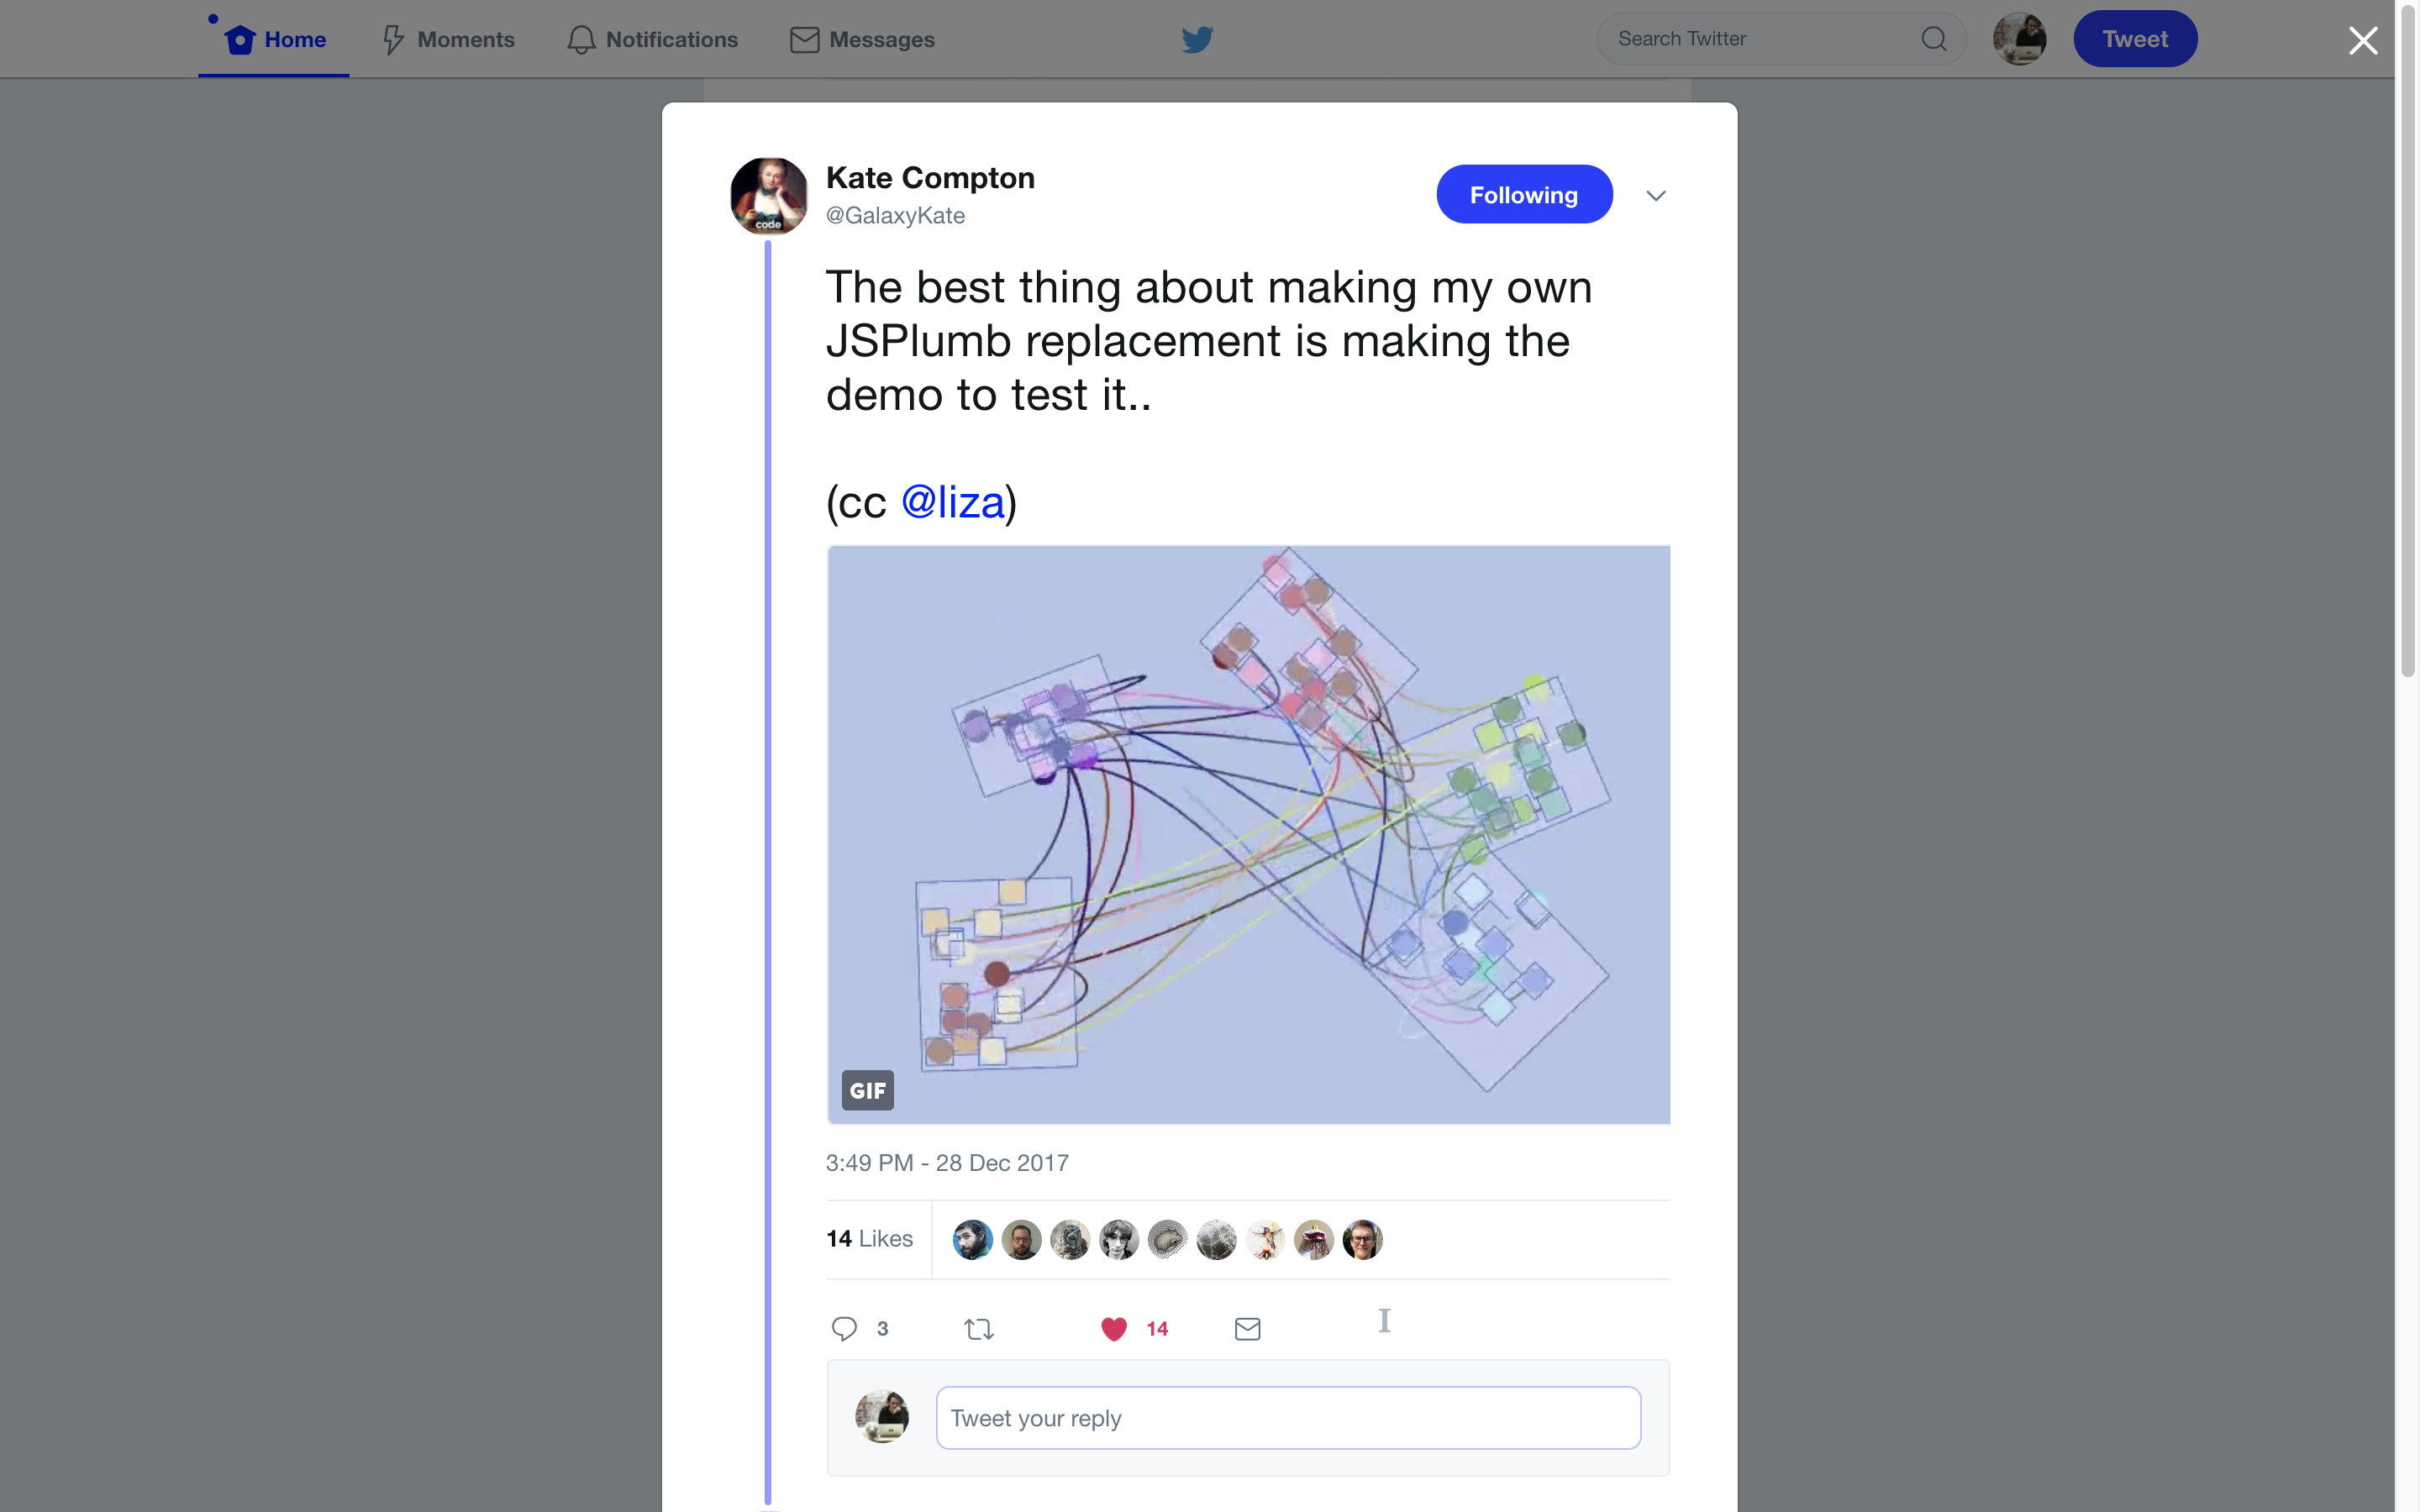 Home
Moments
Notifications
Messages
Search Twitter
Tweet
code
Kate Compton
@GalaxyKate
Following
The best thing about making my own
JSPlumb replacement is making the
demo to test it..
(cc @liza)
GIF
3:49 PM - 28 Dec 2017
14 Likes
3
14
Tweet your reply